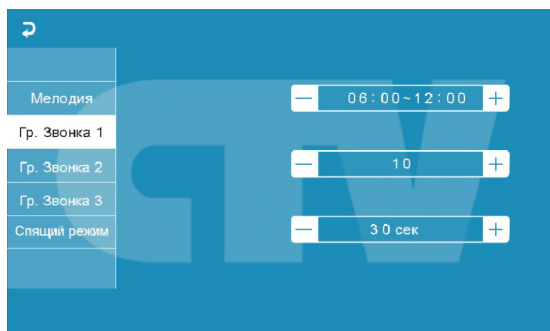 Мелодия
— 06:00~12:00 +
Гр. Звонка 1
Гр. Звонка 2
— 10 +
Гр. Звонка 3
Спящий режим
— 30 сек +
CTV